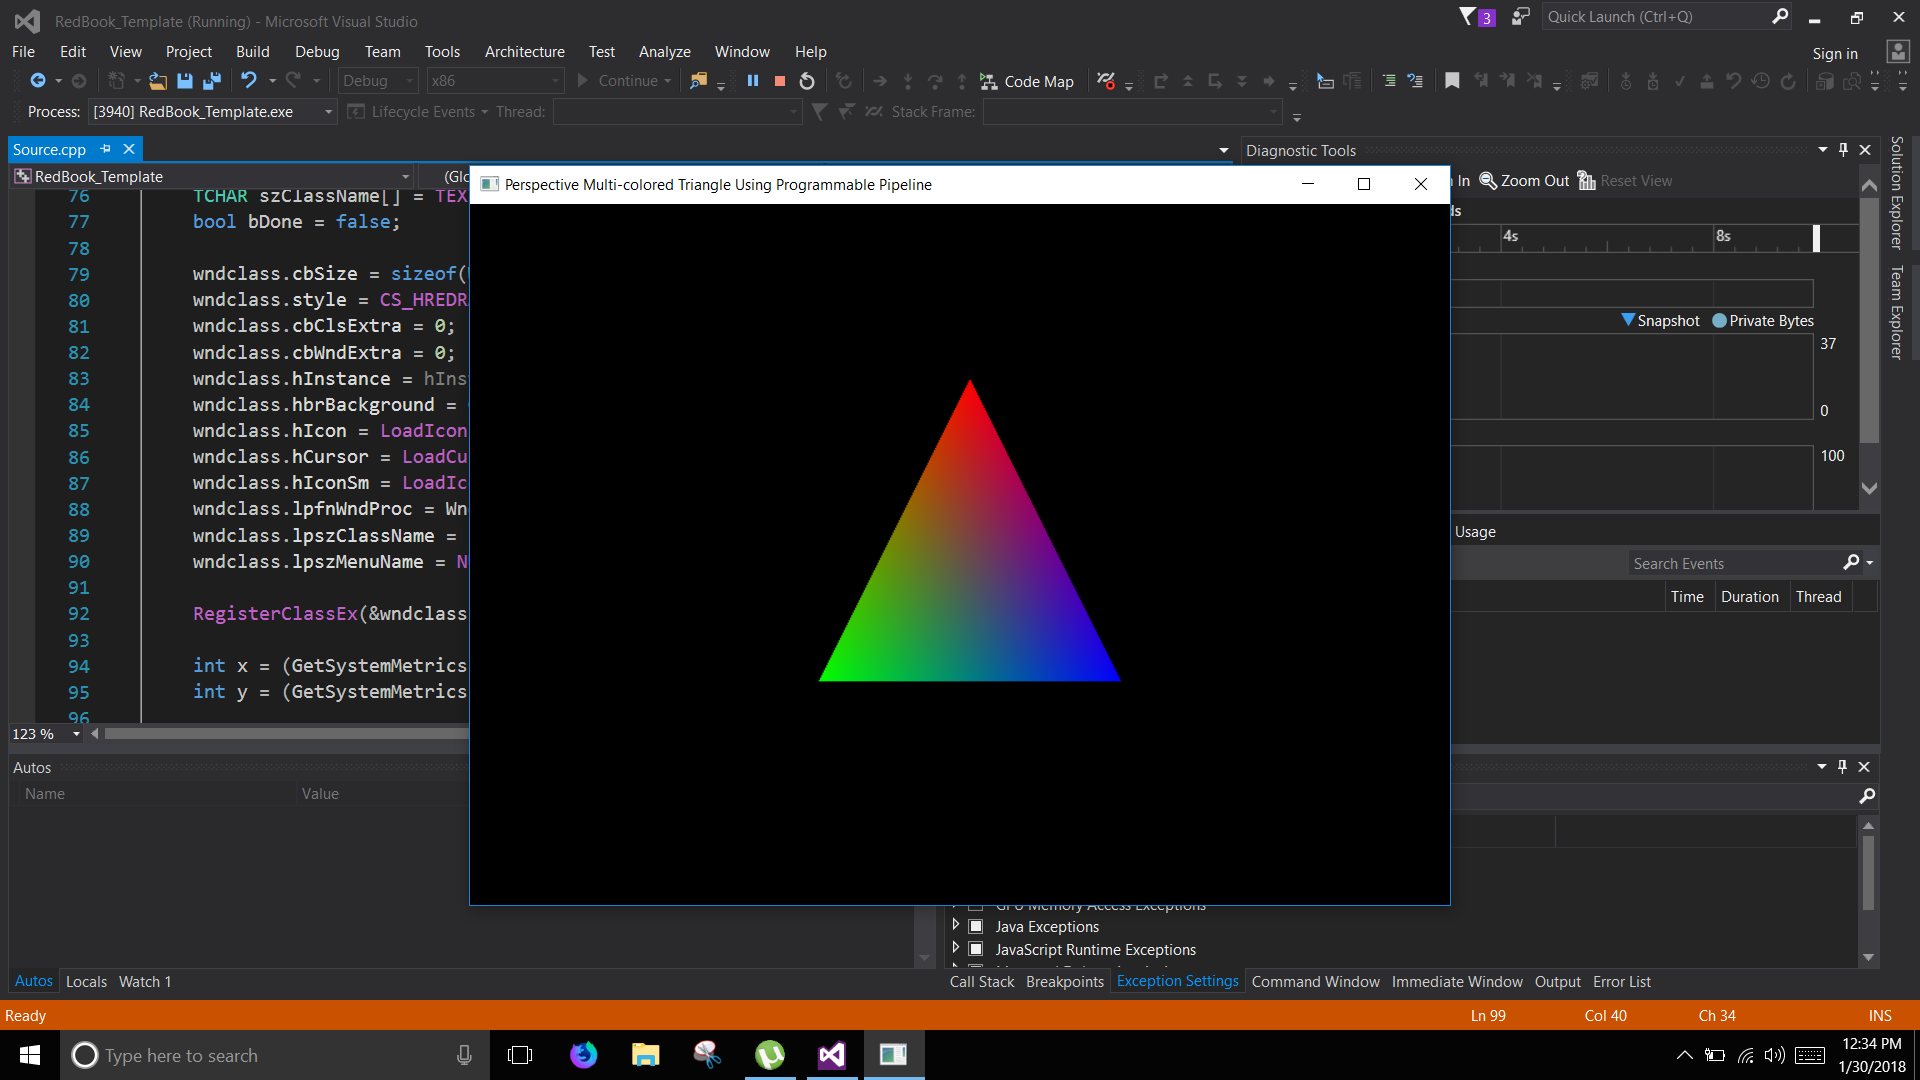 RedBook_Template (Running) - Microsoft Visual Studio
3
Quick Launch (Ctrl+Q)
File Edit View Project Build Debug Team Tools Architecture Test Analyze Window Help
Sign in
Debug x86 Continue Code Map
Process: [3940] RedBook_Template.exe Lifecycle Events Thread: Stack Frame:
Source.cpp
Diagnostic Tools
RedBook_Template
(Glo
Perspective Multi-colored Triangle Using Programmable Pipeline
In Zoom Out Reset View
ds
4s 8s
Snapshot Private Bytes
37
0
100
Usage
Search Events
Time Duration Thread
Solution Explorer
Team Explorer
76 TCHAR szClassName[] = TEX
77 bool bDone = false;
78
79 wndclass.cbSize = sizeof(
80 wndclass.style = CS_HREDR
81 wndclass.cbClsExtra = 0;
82 wndclass.cbWndExtra = 0;
83 wndclass.hInstance = hIns
84 wndclass.hbrBackground =
85 wndclass.hIcon = LoadIcon
86 wndclass.hCursor = LoadCu
87 wndclass.hIconSm = LoadIc
88 wndclass.lpfnWndProc = Wn
89 wndclass.lpszClassName =
90 wndclass.lpszMenuName = N
91
92 RegisterClassEx(&wndclass
93
94 int x = (GetSystemMetrics
95 int y = (GetSystemMetrics
96
123 %
Autos
Name Value
GPU Memory Access Exceptions
Java Exceptions
JavaScript Runtime Exceptions
Autos Locals Watch 1
Call Stack Breakpoints Exception Settings Command Window Immediate Window Output Error List
Ready
Ln 99 Col 40 Ch 34 INS
Type here to search
12:34 PM
1/30/2018